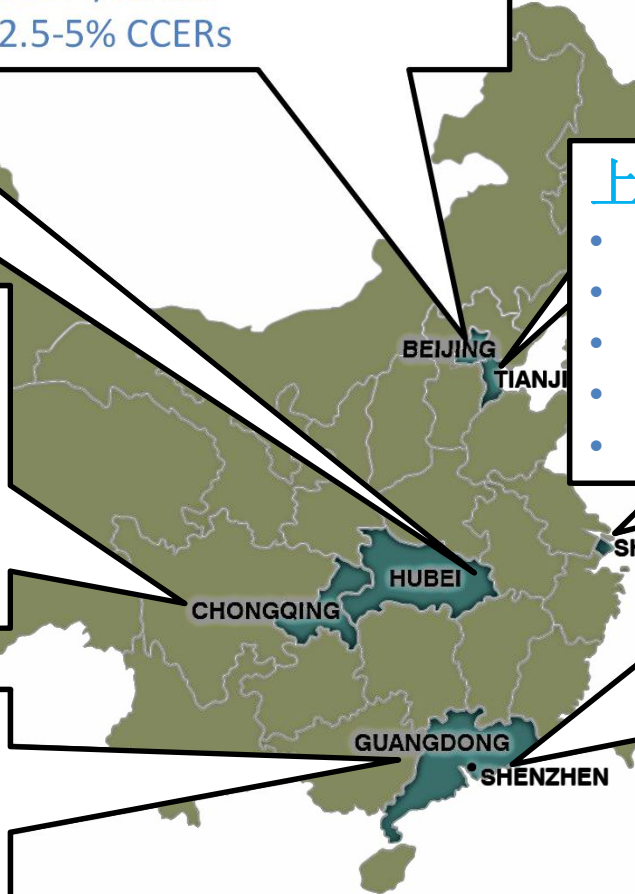 2.5-5% CCERs
上
BEIJING
TIANJI
SH
HUBEI
CHONGQING
GUANGDONG
SHENZHEN